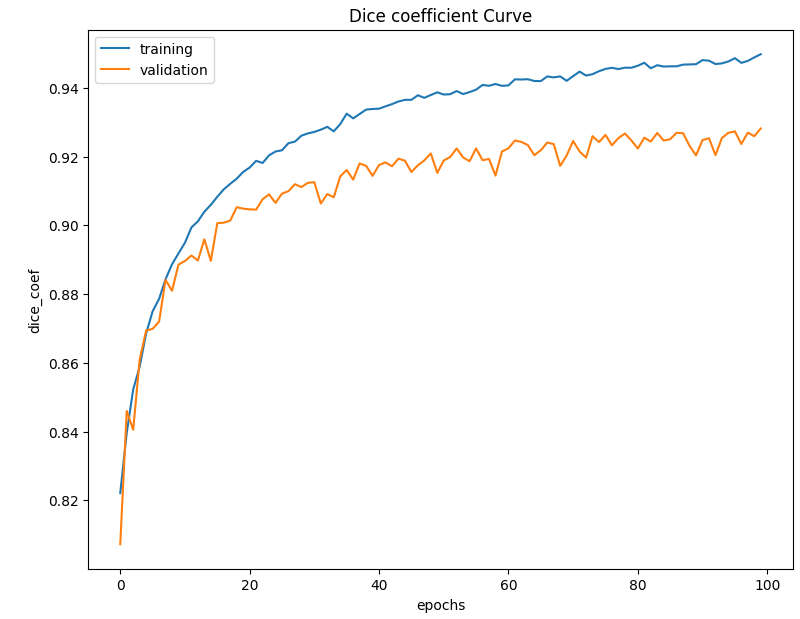 Dice coefficient Curve
training
validation
0.94
0.92
0.90
0.88
0.86
0.84
0.82
dice_coef
0 20 40 60 80 100
epochs